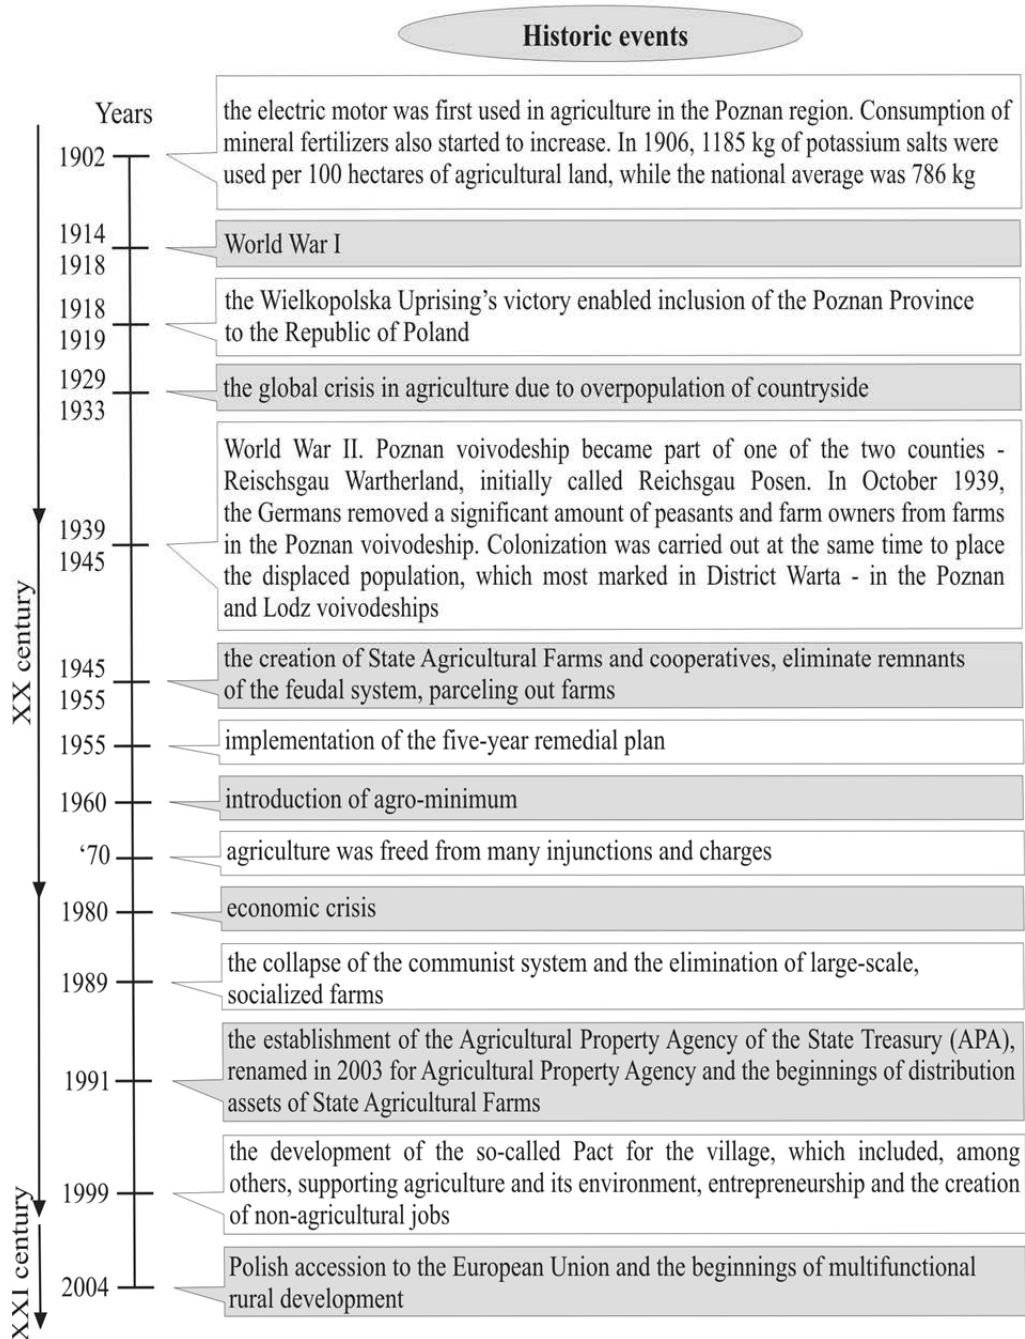 Historic events
Years
1902
the electric motor was first used in agriculture in the Poznan region. Consumption of
mineral fertilizers also started to increase. In 1906, 1185 kg of potassium salts were
used per 100 hectares of agricultural land, while the national average was 786 kg
1914
1918
World War I
1918
1919
the Wielkopolska Uprising's victory enabled inclusion of the Poznan Province
to the Republic of Poland
1929
1933
the global crisis in agriculture due to overpopulation of countryside
1939
1945
World War II. Poznan voivodeship became part of one of the two counties -
Reischsgau Wartherland, initially called Reichsgau Posen. In October 1939,
the Germans removed a significant amount of peasants and farm owners from farms
in the Poznan voivodeship. Colonization was carried out at the same time to place
the displaced population, which most marked in District Warta - in the Poznan
and Lodz voivodeships
XX century
1945
1955
the creation of State Agricultural Farms and cooperatives, eliminate remnants
of the feudal system, parceling out farms
1955
implementation of the five-year remedial plan
1960
introduction of agro-minimum
‘70
agriculture was freed from many injunctions and charges
1980
economic crisis
1989
the collapse of the communist system and the elimination of large-scale,
socialized farms
1991
the establishment of the Agricultural Property Agency of the State Treasury (APA),
renamed in 2003 for Agricultural Property Agency and the beginnings of distribution
assets of State Agricultural Farms
1999
the development of the so-called Pact for the village, which included, among
others, supporting agriculture and its environment, entrepreneurship and the creation
of non-agricultural jobs
XXI century
2004
Polish accession to the European Union and the beginnings of multifunctional
rural development